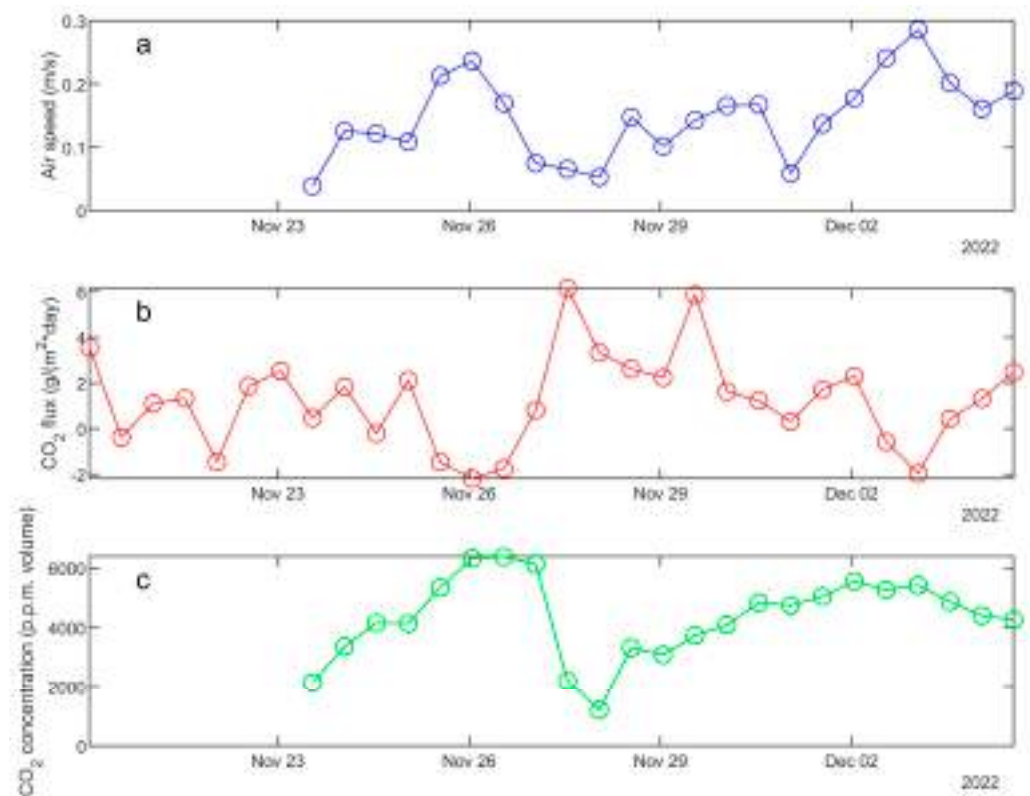 a
Air speed (m/s)
0.3
0.2
0.1
0
Nov 23 Nov 26 Nov 29 Dec 02
2022
b
CO2 flux (g/(m2*day)
6
4
2
0
-2
Nov 23 Nov 26 Nov 29 Dec 02
2022
c
CO2 concentration (p.p.m. volume)
6000
4000
2000
0
Nov 23 Nov 26 Nov 29 Dec 02
2022